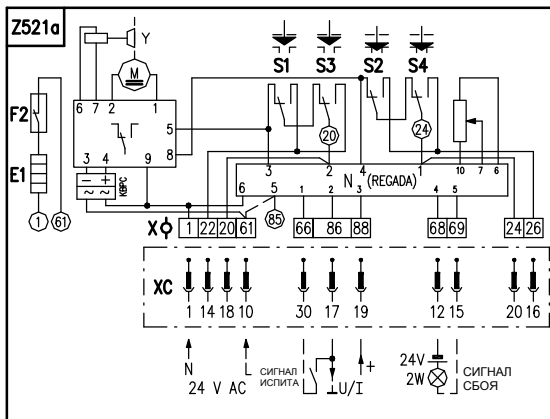 Z521a
Y
M
6 7 2 1
S1 S3 S2 S4
F2
5
8
20
24
E1
3 4 9
3 2 4 1 10 7 6
N (REGADA)
КВРС
6 5 1 2 3 4 5
1
61
85
X
1 22 20 61 66 86 88 68 69 24 26
XC
1 14 18 10 30 17 19 12 15 20 16
N L
24 V AC
СИГНАЛ
ИСПИТА
U/I
+
24V
2W
СИГНАЛ
СБОЯ